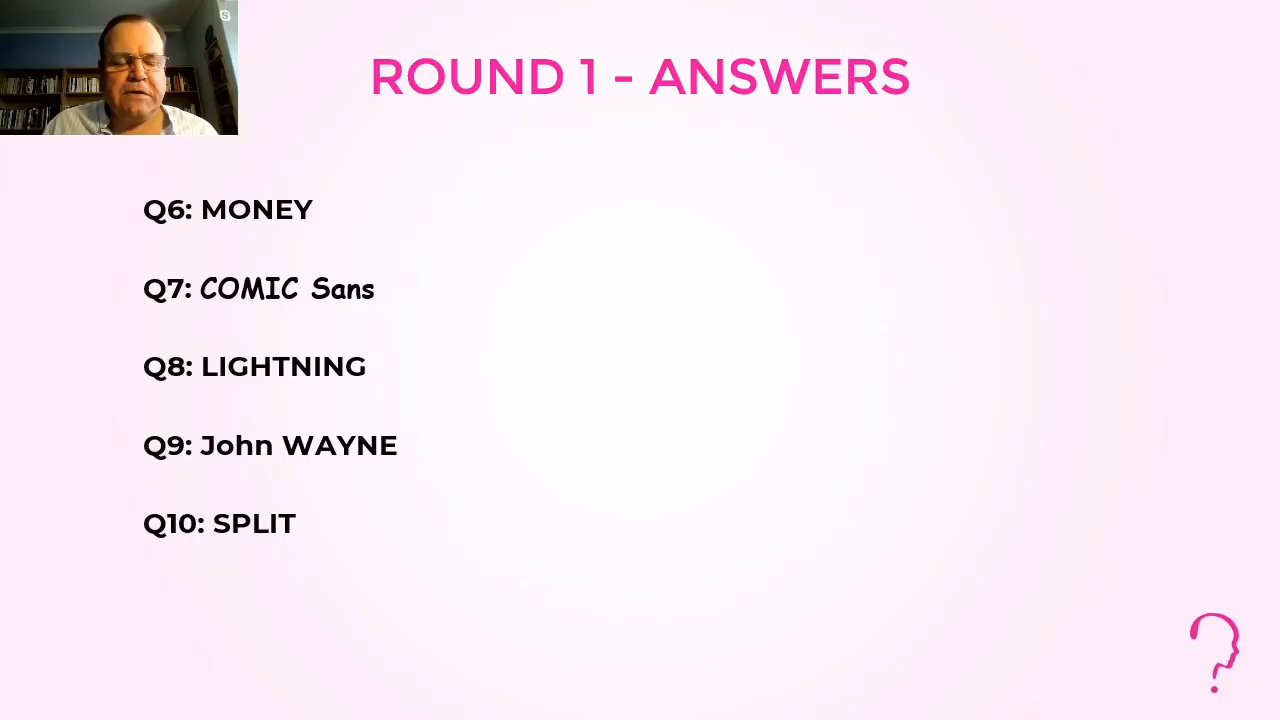 ROUND 1 - ANSWERS
Q6: MONEY
Q7: COMIC Sans
Q8: LIGHTNING
Q9: John WAYNE
Q10: SPLIT